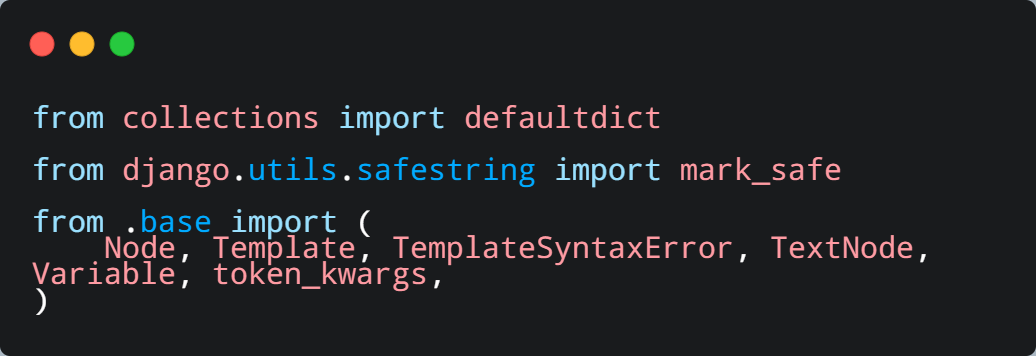 from collections import defaultdict
from django.utils.safestring import mark_safe
from .base import (
    Node, Template, TemplateSyntaxError, TextNode,
Variable, token_kwargs,
)